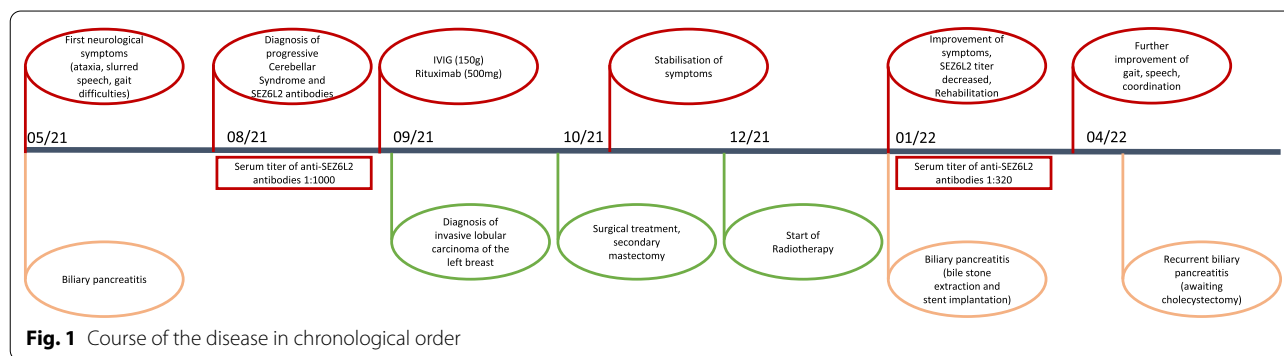 First neurological
symptoms
(ataxia, slurred
speech, gait
difficulties)
Diagnosis of
progressive
Cerebellar
Syndrome and
SEZ6L2 antibodies
IVIG (150g)
Rituximab (500mg)
Stabilisation of
symptoms
Improvement of
symptoms,
SEZ6L2 titer
decreased,
Rehabilitation
Further
improvement of
gait, speech,
coordination
05/21
08/21
09/21
10/21
12/21
01/22
04/22
Serum titer of anti-SEZ6L2
antibodies 1:1000
Serum titer of anti-SEZ6L2
antibodies 1:320
Biliary pancreatitis
Diagnosis of
invasive lobular
carcinoma of the
left breast
Surgical treatment,
secondary
mastectomy
Start of
Radiotherapy
Biliary pancreatitis
(bile stone
extraction and
stent implantation)
Recurrent biliary
pancreatitis
(awaiting
cholecystectomy)
Fig. 1 Course of the disease in chronological order